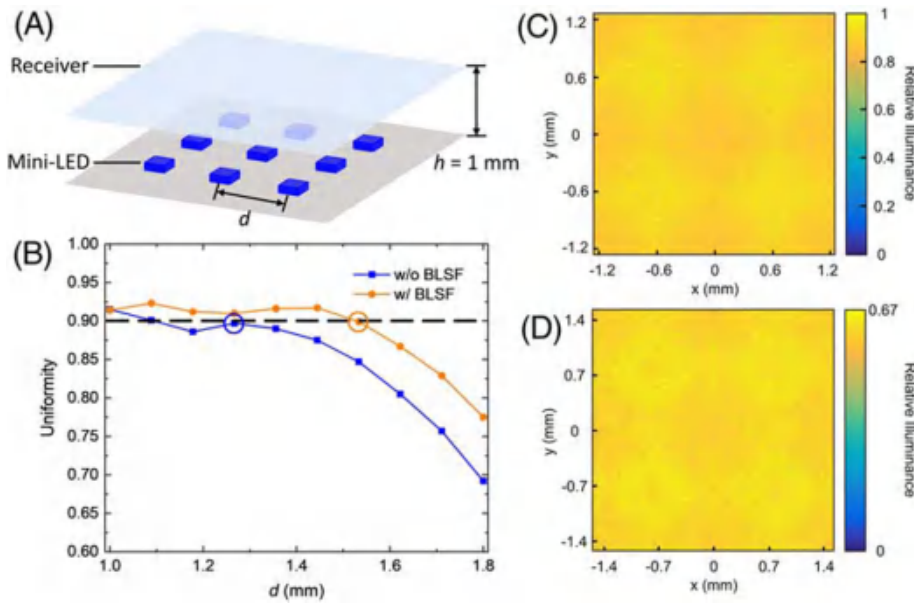 (A)
Receiver
Mini-LED
h = 1 mm
d
(B)
1.00
0.95
0.90
0.85
0.80
0.75
0.70
0.65
0.60
Uniformity
w/o BLSF
w/ BLSF
1.0 1.2 1.4 1.6 1.8
d (mm)
(C)
1.2
0.6
0
-0.6
-1.2
y (mm)
-1.2 -0.6 0 0.6 1.2
x (mm)
1
0.8
0.6
0.4
0.2
0
Relative Illuminance
(D)
1.4
0.7
0
-0.7
-1.4
y (mm)
-1.4 -0.7 0 0.7 1.4
x (mm)
0.67
0
Relative Illuminance